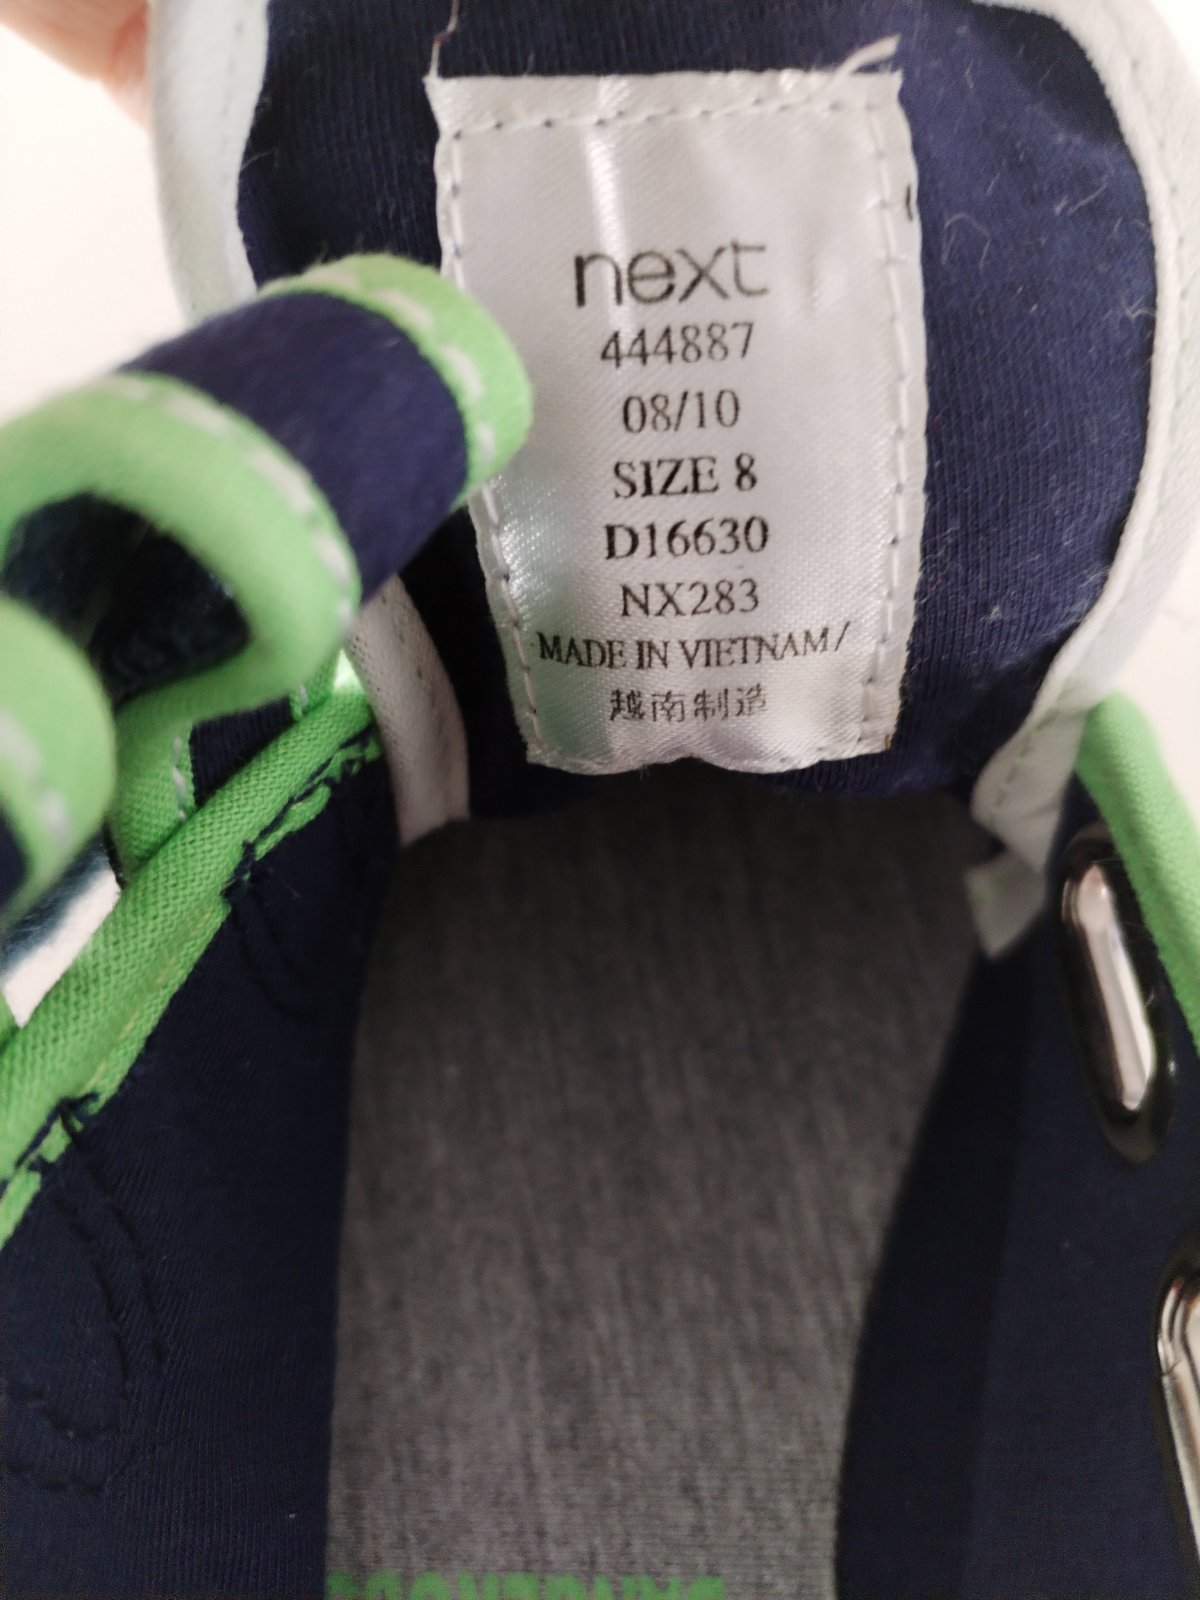 next
444887
08/10
SIZE 8
D16630
NX283
MADE IN VIETNAM/
越南制造